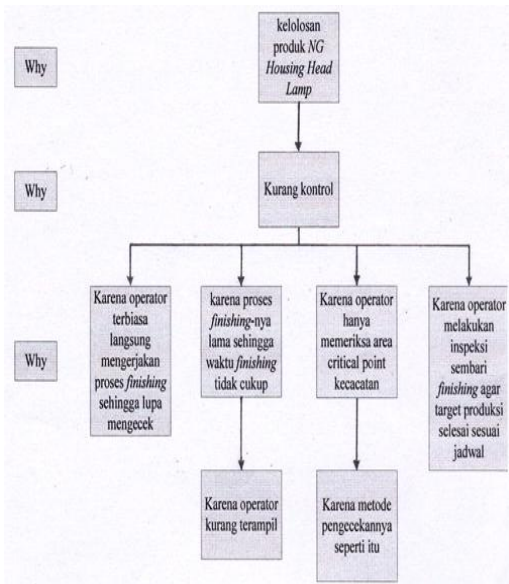 Why
kelolosan
produk NG
Housing Head
Lamp
Why
Kurang kontrol
Why
Karena operator
terbiasa
langsung
mengerjakan
proses finishing
sehingga lupa
mengecek
karena proses
finishing-nya
lama sehingga
waktu finishing
tidak cukup
Karena operator
hanya
memeriksa area
critical point
kecacatan
Karena operator
melakukan
inspeksi
sembari
finishing agar
target produksi
selesai sesuai
jadwal
Karena operator
kurang terampil
Karena metode
pengecekannya
seperti itu